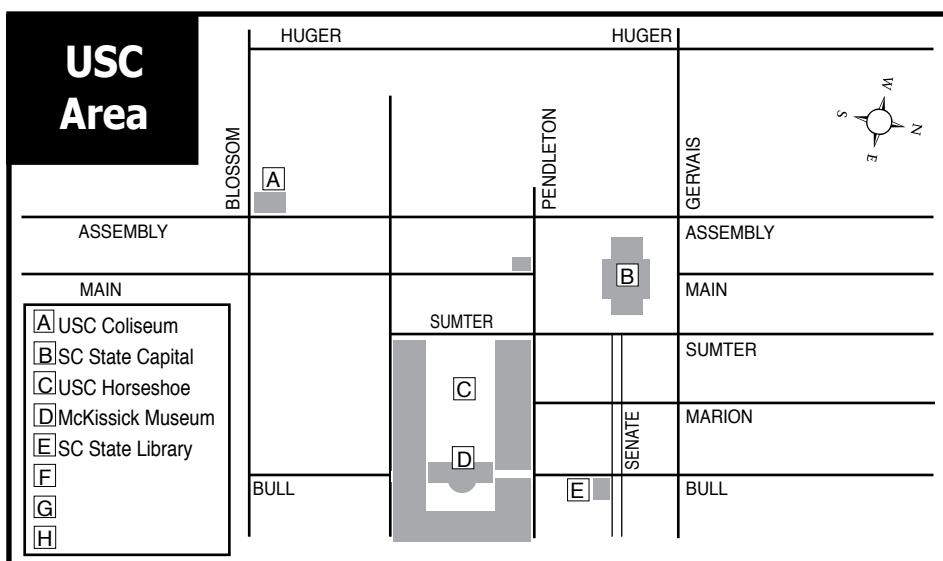 USC
Area
HUGER
HUGER
W
N
S
E
BLOSSOM
PENDLETON
GERVAIS
A
ASSEMBLY
ASSEMBLY
B
MAIN
MAIN
A USC Coliseum
B SC State Capital
C USC Horseshoe
D McKissick Museum
E SC State Library
F
G
H
SUMTER
SUMTER
C
MARION
SENATE
D
BULL
E
BULL